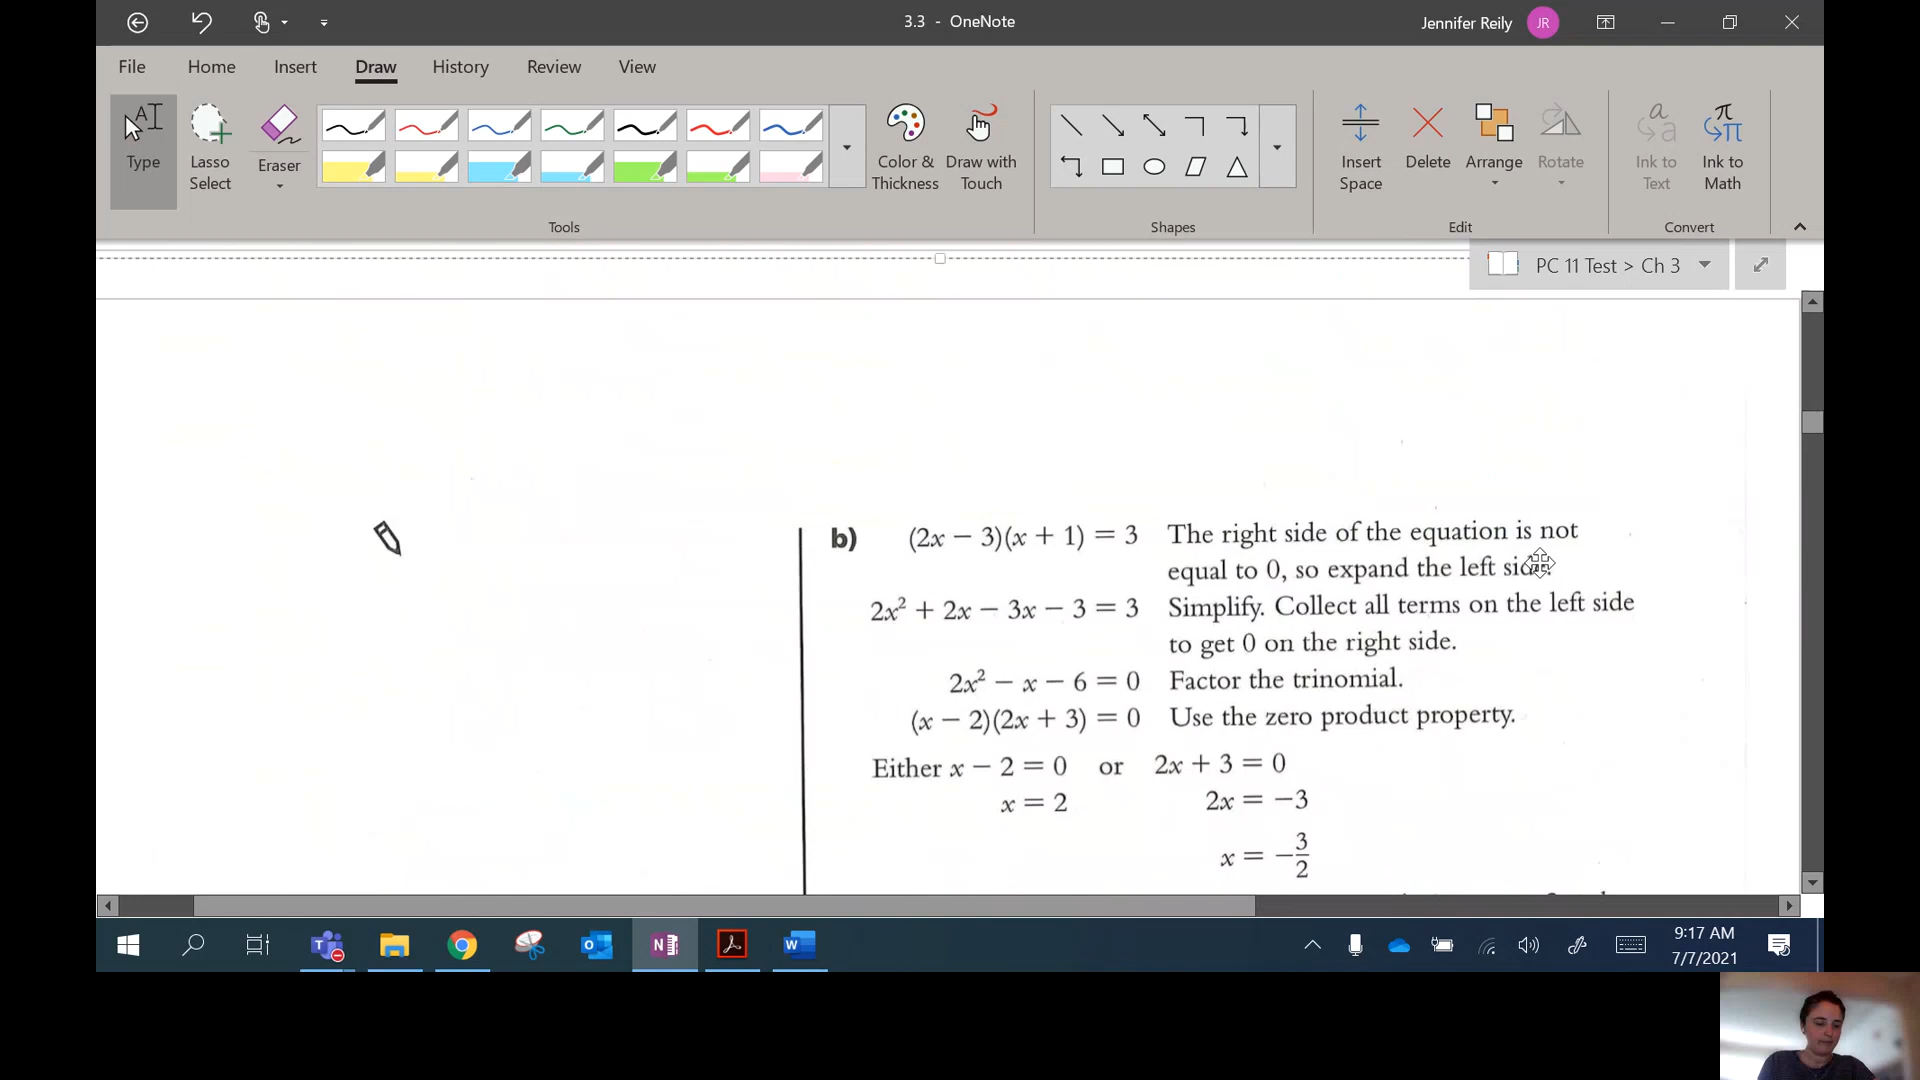 3.3 - OneNote
Jennifer Reily
JR
File Home Insert Draw History Review View
Type
Lasso Select
Eraser
Color & Thickness
Draw with Touch
Insert Space
Delete
Arrange
Rotate
Ink to Text
Ink to Math
Tools
Shapes
Edit
Convert
PC 11 Test > Ch 3
b) (2x − 3)(x + 1) = 3 The right side of the equation is not
equal to 0, so expand the left side.
2x² + 2x − 3x − 3 = 3 Simplify. Collect all terms on the left side
to get 0 on the right side.
2x² − x − 6 = 0 Factor the trinomial.
(x − 2)(2x + 3) = 0 Use the zero product property.
Either x − 2 = 0 or 2x + 3 = 0
x = 2 2x = −3
x = −3/2
9:17 AM
7/7/2021